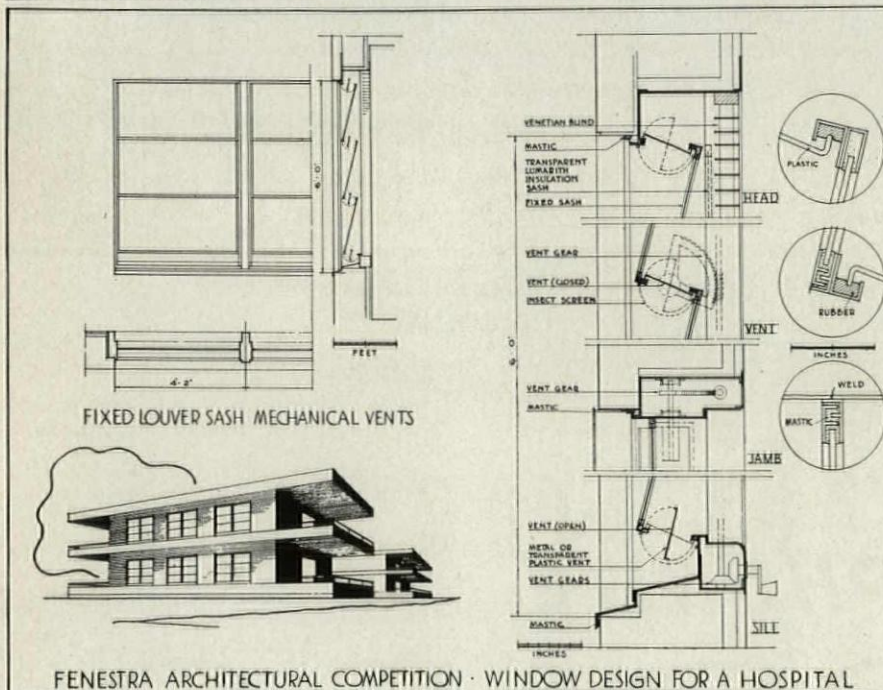 6'-0"
FEET
4'-2"
FIXED LOUVER SASH MECHANICAL VENTS
VENETIAN BLIND
MASTIC
TRANSPARENT
LUMARITH
INSULATION
SASH
FIXED SASH
HEAD
PLASTIC
VENT GEAR
VENT (CLOSED)
INSECT SCREEN
VENT
RUBBER
INCHES
6'-0"
VENT GEAR
MASTIC
JAMB
WELD
MASTIC
VENT (OPEN)
METAL OR
TRANSPARENT
PLASTIC VENT
VENT GEARS
MASTIC
SILL
INCHES
FENESTRA ARCHITECTURAL COMPETITION · WINDOW DESIGN FOR A HOSPITAL